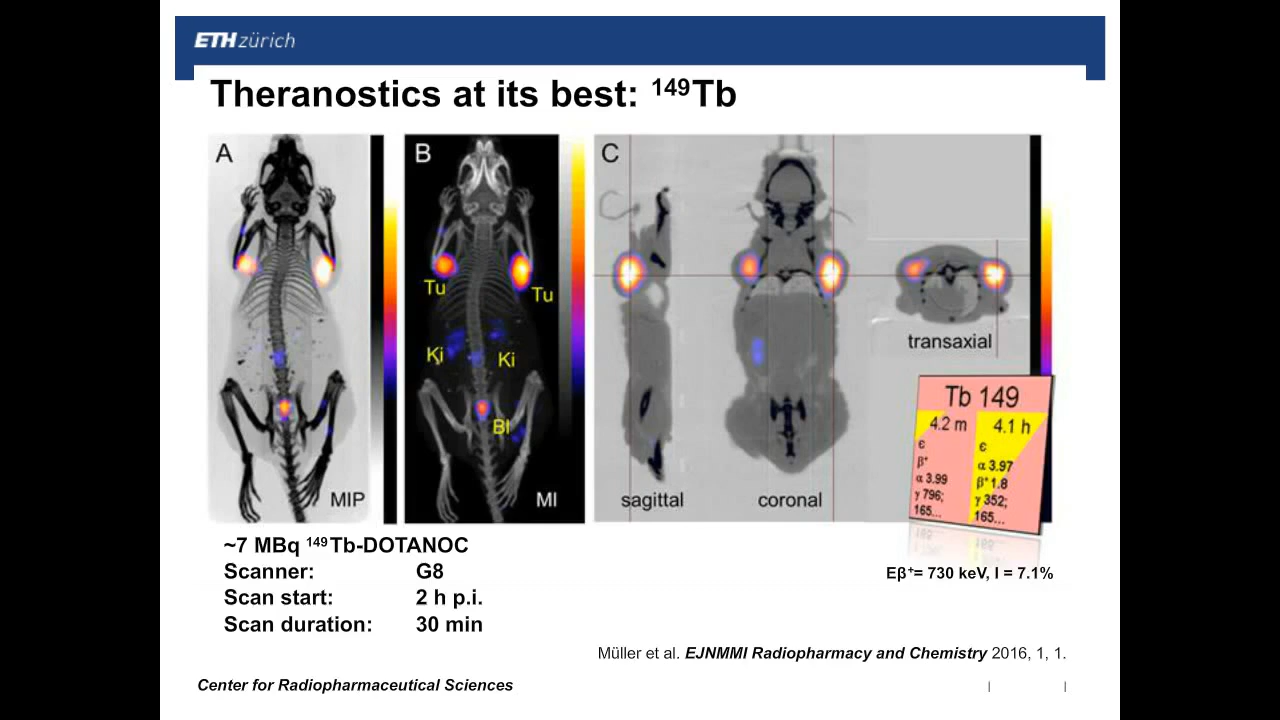 ETH zürich
Theranostics at its best: ¹⁴⁹Tb
A
B
C
Tu
Tu
Ki
Ki
Bl
MIP
MI
sagittal
coronal
transaxial
Tb 149
4.2 m 4.1 h
ε ε
β⁺ α 3.97
α 3.99 β⁺ 1.8
γ 796; γ 352;
165... 165...
~7 MBq ¹⁴⁹Tb-DOTANOC
Scanner: G8
Scan start: 2 h p.i.
Scan duration: 30 min
Eβ⁺= 730 keV, I = 7.1%
Müller et al. EJNMMI Radiopharmacy and Chemistry 2016, 1, 1.
Center for Radiopharmaceutical Sciences
| |